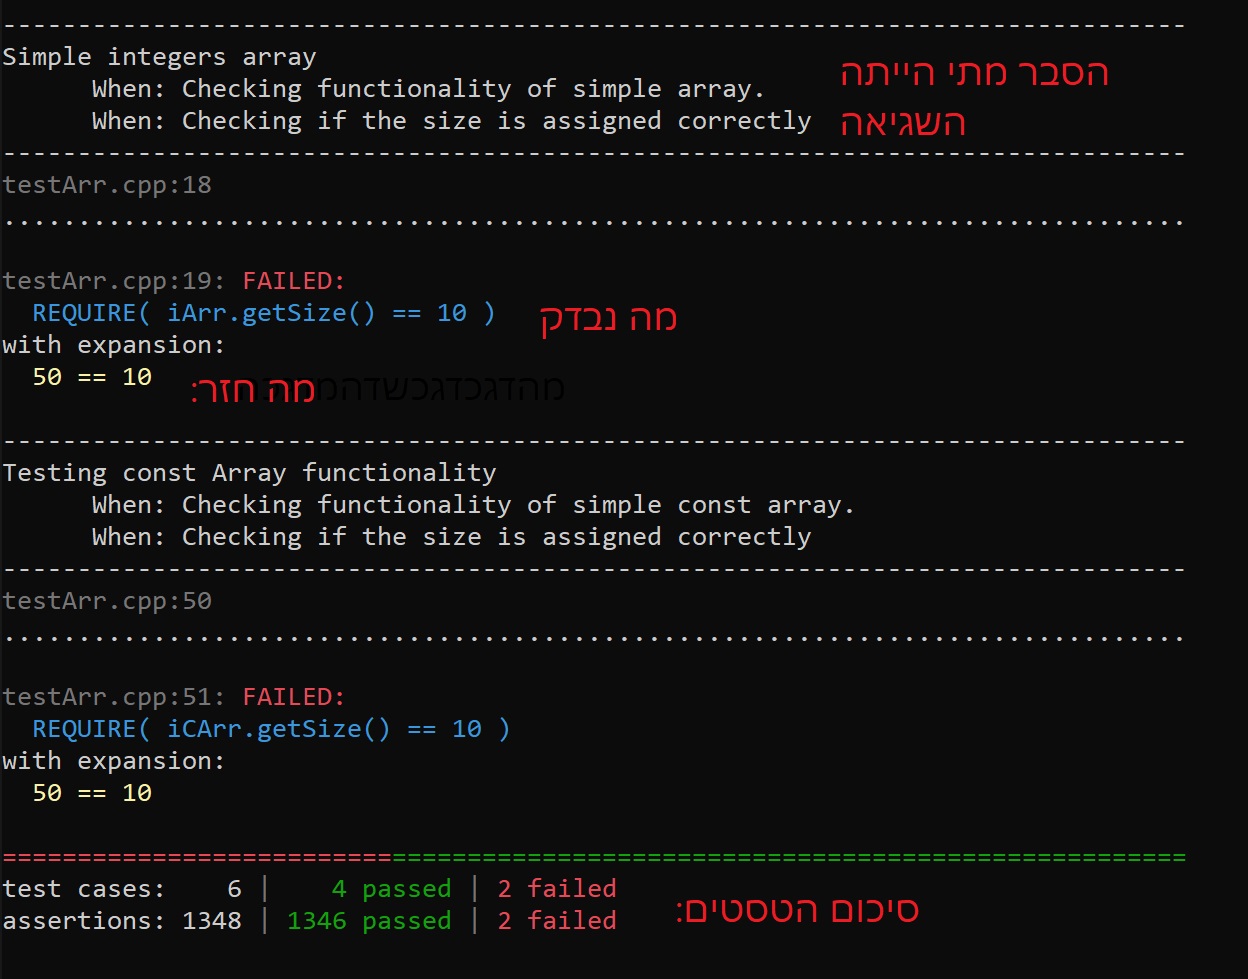 --------------------------------------------------------------------------------
Simple integers array
When: Checking functionality of simple array.
הסבר מתי הייתה
When: Checking if the size is assigned correctly
השגיאה
--------------------------------------------------------------------------------
testArr.cpp:18
................................................................................
testArr.cpp:19: FAILED:
REQUIRE( iArr.getSize() == 10 )
מה נבדק
with expansion:
50 == 10
מה חזר:
--------------------------------------------------------------------------------
Testing const Array functionality
When: Checking functionality of simple const array.
When: Checking if the size is assigned correctly
--------------------------------------------------------------------------------
testArr.cpp:50
................................................................................
testArr.cpp:51: FAILED:
REQUIRE( iCArr.getSize() == 10 )
with expansion:
50 == 10
================================================================================
test cases: 6 | 4 passed | 2 failed
assertions: 1348 | 1346 passed | 2 failed
סיכום הטסטים: